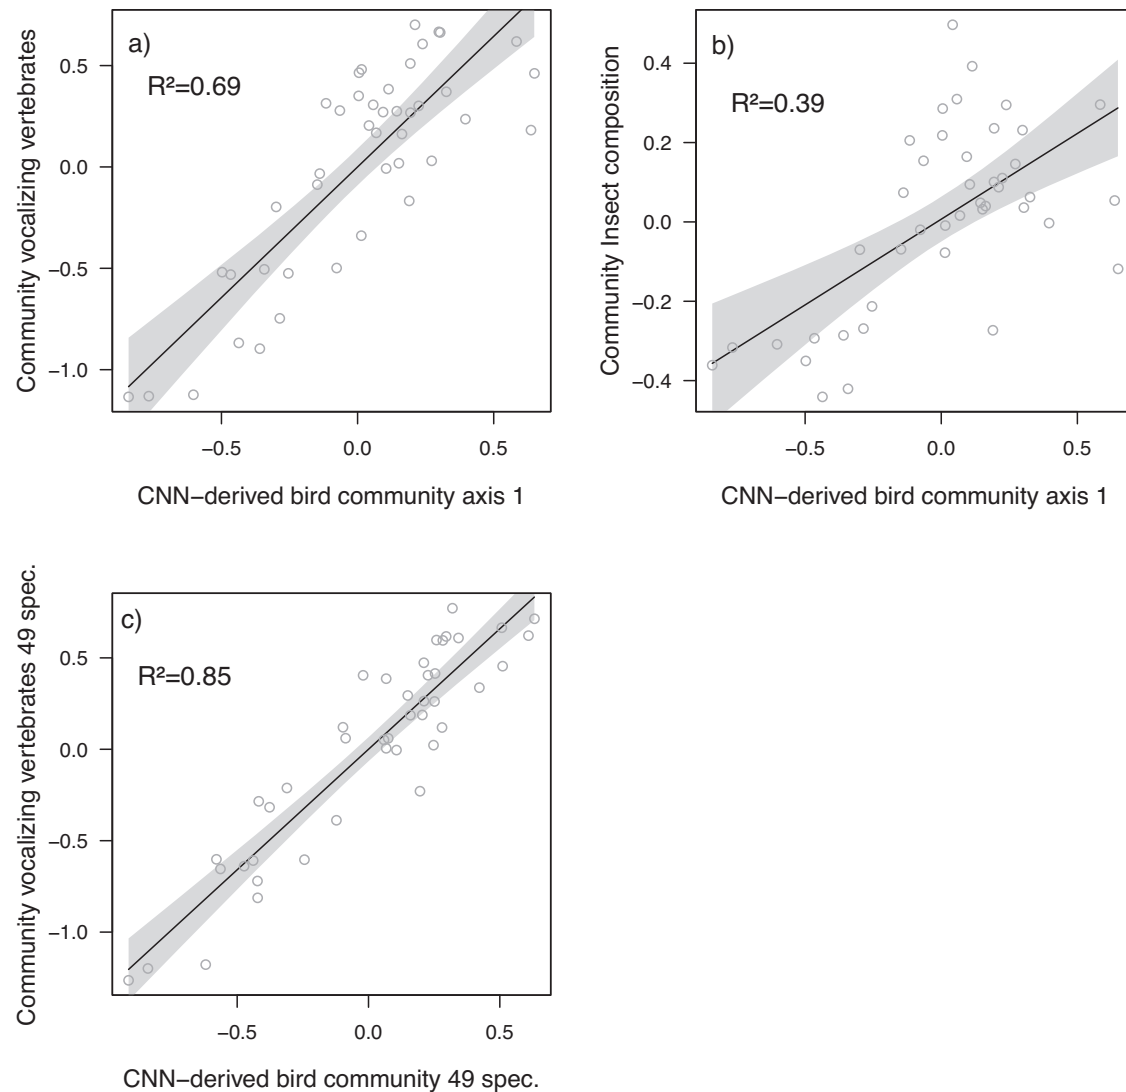 a)
R²=0.69
Community vocalizing vertebrates
0.5
0.0
−0.5
−1.0
−0.5 0.0 0.5
CNN−derived bird community axis 1
b)
R²=0.39
Community Insect composition
0.4
0.2
0.0
−0.2
−0.4
−0.5 0.0 0.5
CNN−derived bird community axis 1
c)
R²=0.85
Community vocalizing vertebrates 49 spec.
0.5
0.0
−0.5
−1.0
−0.5 0.0 0.5
CNN−derived bird community 49 spec.